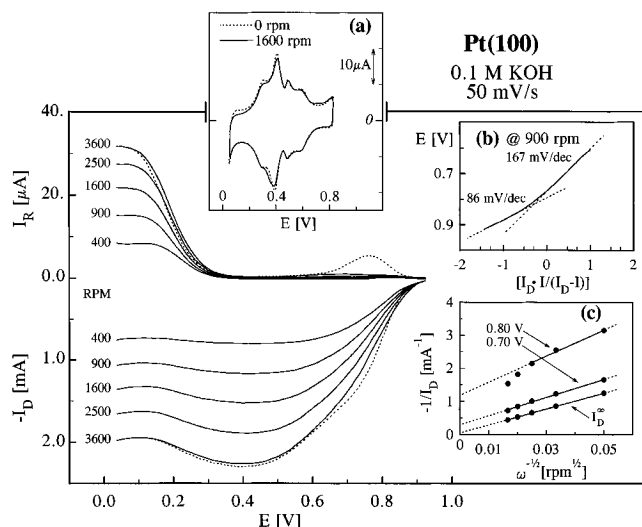 (a)
0 rpm
1600 rpm
10μA
0
0 0.4 0.8
E [V]
Pt(100)
0.1 M KOH
50 mV/s
40.
20.
0.0
I_R [μA]
3600
2500
1600
900
400
RPM
400
900
1600
2500
3600
1.0
2.0
-I_D [mA]
0.0 0.2 0.4 0.6 0.8 1.0
E [V]
E [V]
(b) @ 900 rpm
167 mV/dec
86 mV/dec
0.7
0.9
-2 -1 0 1 2
[I_D·I/(I_D-I)]
(c)
0.80 V
0.70 V
I_D^∞
4
3
2
1
0
-1/I_D [mA⁻¹]
0.01 0.03 0.05
ω^-½ [rpm^½]